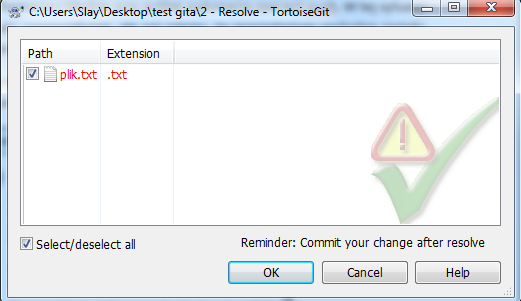 C:\Users\Slay\Desktop\test gita\2 - Resolve - TortoiseGit
Path Extension
plik.txt .txt
Select/deselect all Reminder: Commit your change after resolve
OK Cancel Help